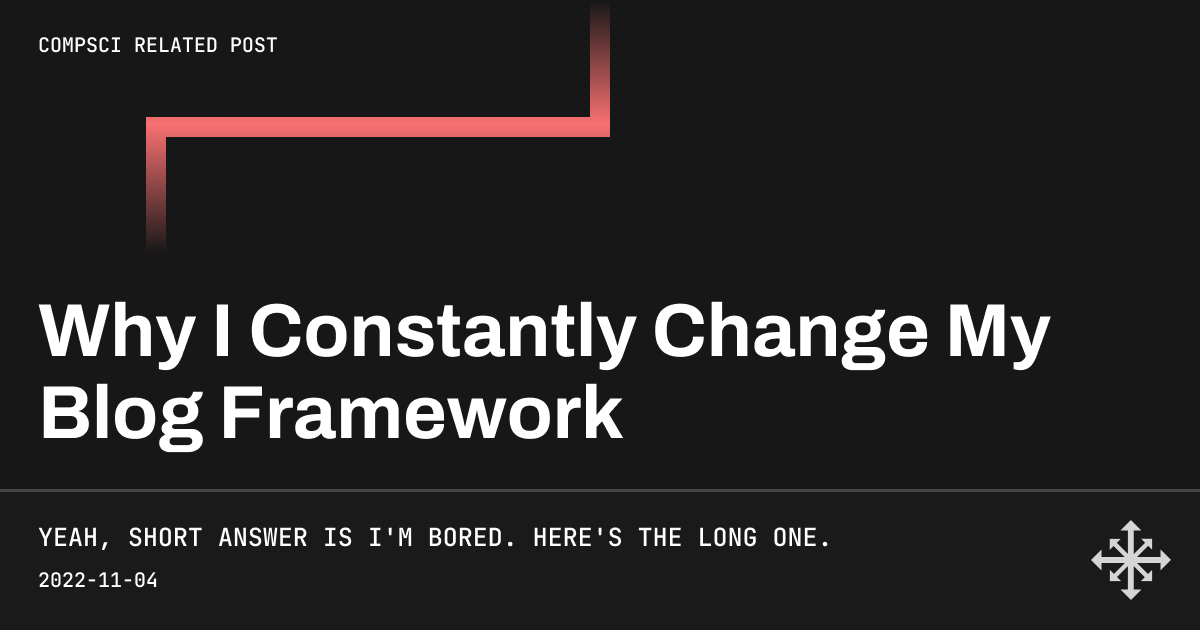 COMPSCI RELATED POST
Why I Constantly Change My
Blog Framework
YEAH, SHORT ANSWER IS I'M BORED. HERE'S THE LONG ONE.
2022-11-04